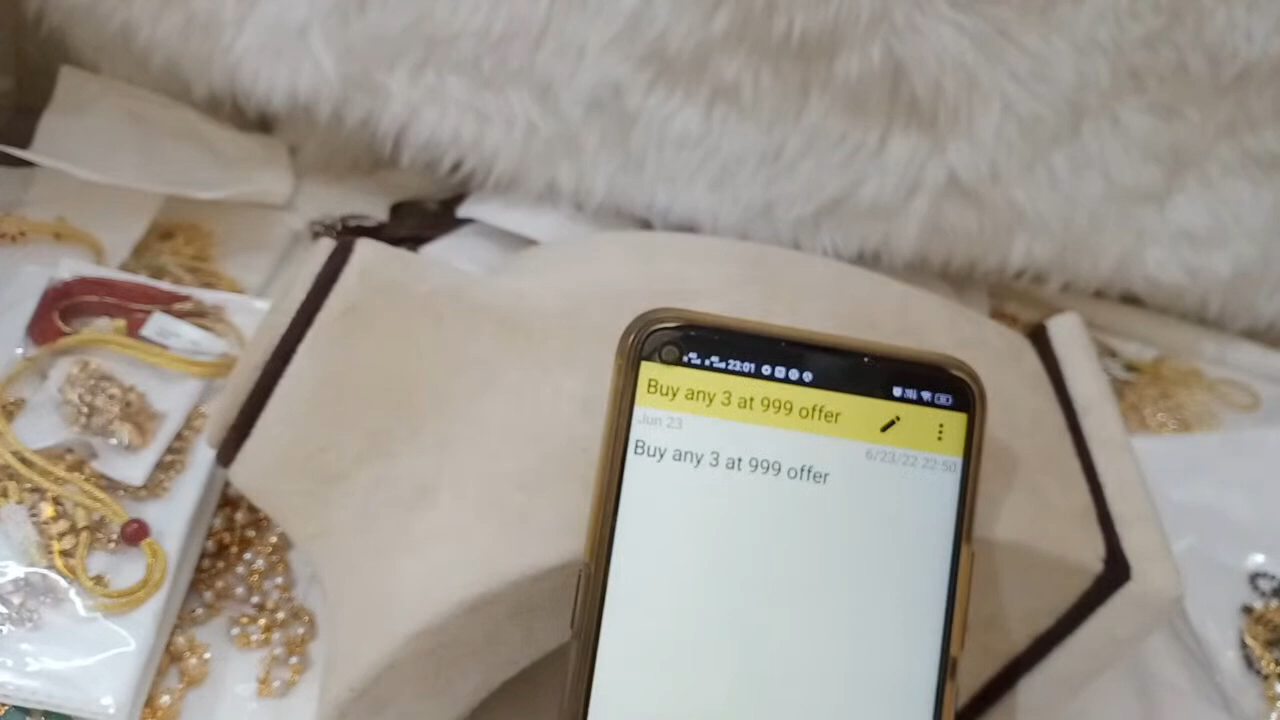 23:01
Buy any 3 at 999 offer
Jun 23
6/23/22 22:50
Buy any 3 at 999 offer